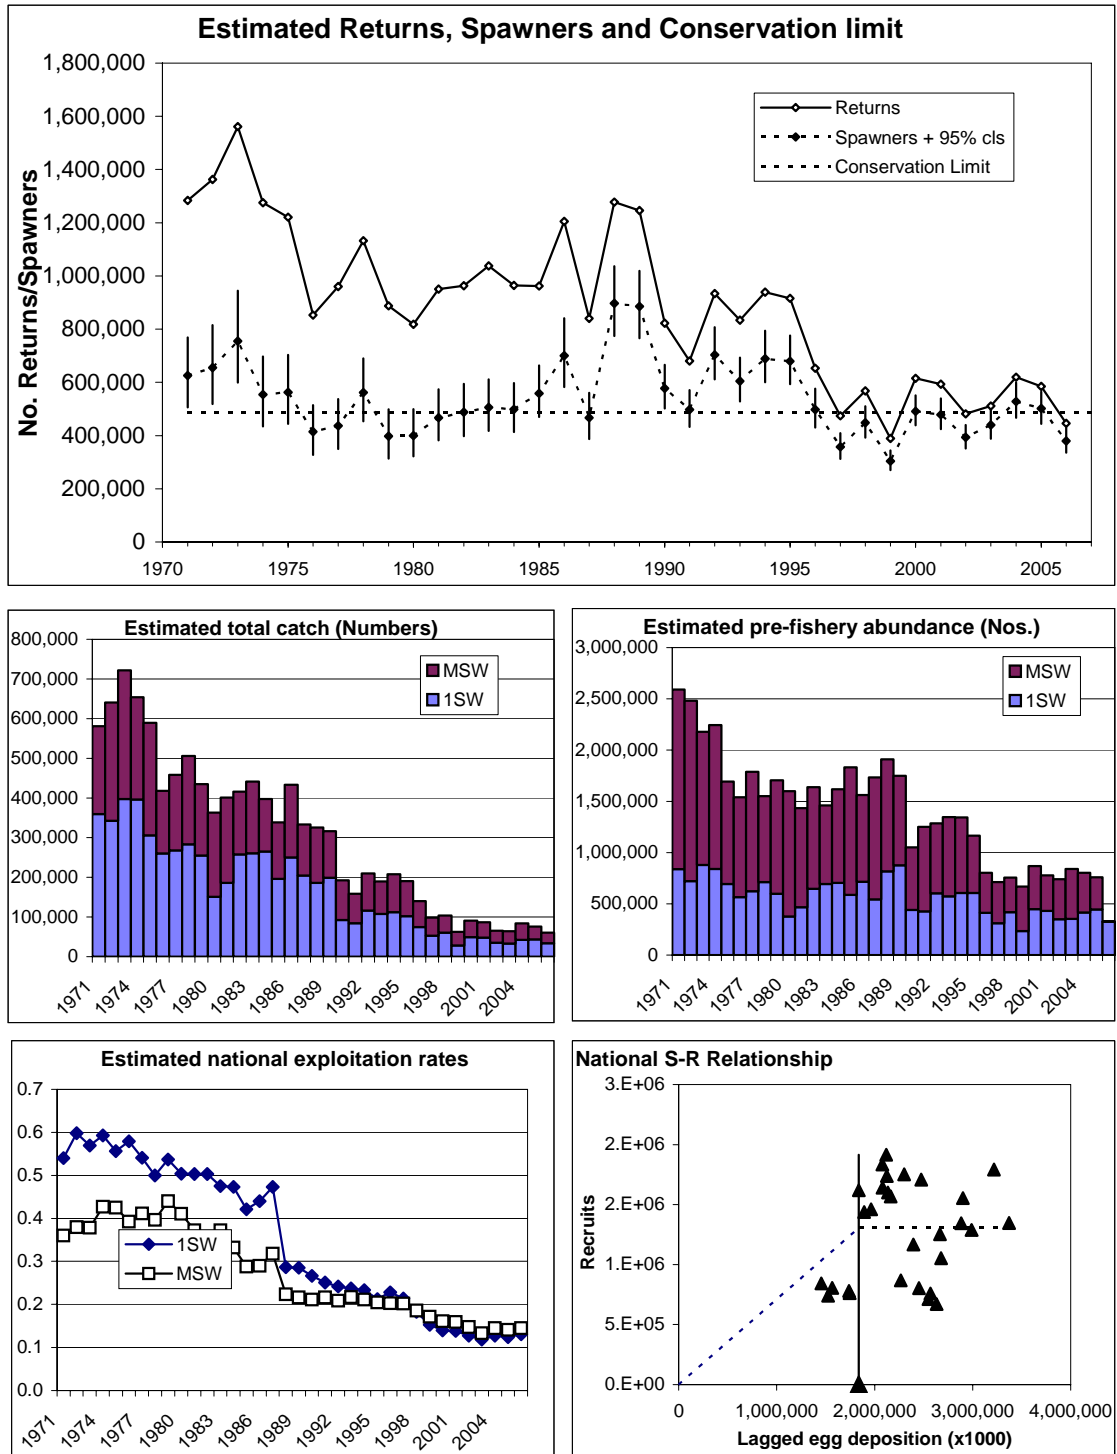 Estimated Returns, Spawners and Conservation limit
No. Returns/Spawners
1,800,000
1,600,000
1,400,000
1,200,000
1,000,000
800,000
600,000
400,000
200,000
0
Returns
Spawners + 95% cls
Conservation Limit
1970 1975 1980 1985 1990 1995 2000 2005
Estimated total catch (Numbers)
800,000
700,000
600,000
500,000
400,000
300,000
200,000
100,000
0
MSW
1SW
1971 1974 1977 1980 1983 1986 1989 1992 1995 1998 2001 2004
Estimated pre-fishery abundance (Nos.)
3,000,000
2,500,000
2,000,000
1,500,000
1,000,000
500,000
0
MSW
1SW
1971 1974 1977 1980 1983 1986 1989 1992 1995 1998 2001 2004
Estimated national exploitation rates
0.7
0.6
0.5
0.4
0.3
0.2
0.1
0.0
1SW
MSW
1971 1974 1977 1980 1983 1986 1989 1992 1995 1998 2001 2004
National S-R Relationship
Recruits
3.E+06
2.E+06
2.E+06
1.E+06
5.E+05
0.E+00
0 1,000,000 2,000,000 3,000,000 4,000,000
Lagged egg deposition (x1000)